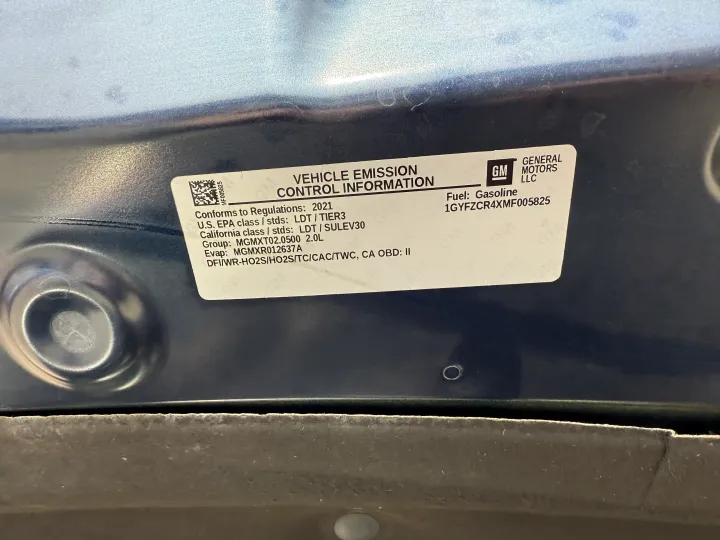 VEHICLE EMISSION
CONTROL INFORMATION
GM
GENERAL
MOTORS
LLC
Conforms to Regulations: 2021
U.S. EPA class / stds: LDT / TIER3
California class / stds: LDT / SULEV30
Group: MGMXT02.0500 2.0L
Evap: MGMXR012637A
DFI/WR-HO2S/HO2S/TC/CAC/TWC, CA OBD: II
Fuel: Gasoline
1GYFZCR4XMF005825